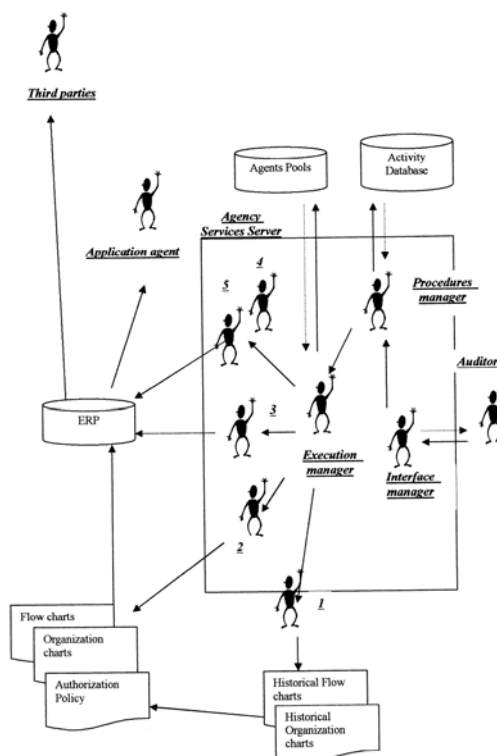 Third parties
Agents Pools
Activity
Database
Agency
Services Server
Application agent
4
5
Procedures
manager
Auditor
ERP
3
Execution
manager
Interface
manager
2
1
Flow charts
Organization
charts
Authorization
Policy
Historical Flow
charts
Historical
Organization
charts